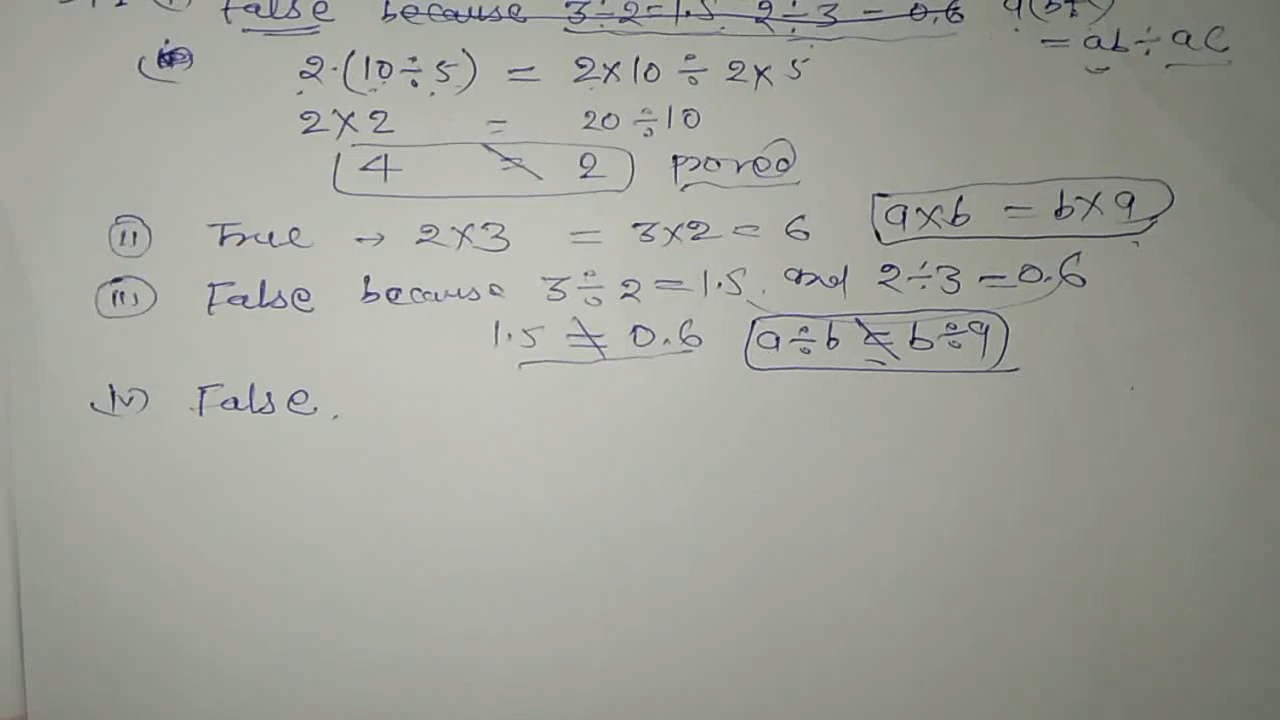 False because 3÷2=1.5 2÷3=0.6
= ab÷ac
2·(10÷5) = 2×10 ÷ 2×5
2×2 = 20÷10
4 ≠ 2 poved
(ii) True → 2×3 = 3×2 = 6 a×b = b×a
(iii) False because 3÷2=1.5. and 2÷3=0.6
1.5 ≠ 0.6 a÷b ≠ b÷a
(iv) False.